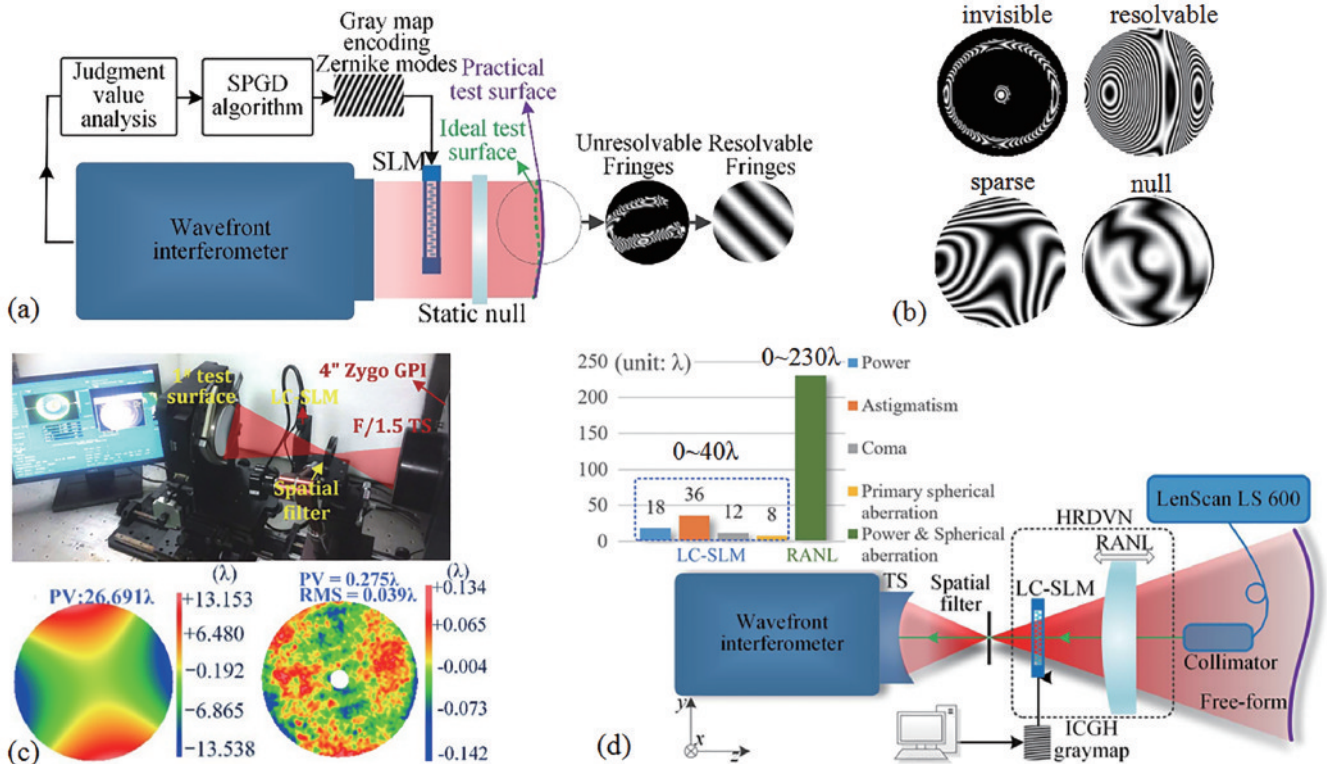 Gray map
encoding
Zernike modes
Judgment
value
analysis
SPGD
algorithm
Practical
test surface
Ideal test
surface
SLM
Unresolvable
Fringes
Resolvable
Fringes
Wavefront
interferometer
Static null
(a)
invisible
resolvable
sparse
null
(b)
1# test
surface
LC-SLM
4" Zygo GPI
F/1.5 TS
Spatial
filter
PV:26.691λ
(λ)
+13.153
+6.480
−0.192
−6.865
−13.538
PV = 0.275λ
RMS = 0.039λ
(λ)
+0.134
+0.065
−0.004
−0.073
−0.142
(c)
250
200
150
100
50
0
(unit: λ)
0~230λ
0~40λ
18
36
12
8
LC-SLM
RANL
Power
Astigmatism
Coma
Primary spherical
aberration
Power & Spherical
aberration
LenScan LS 600
HRDVN
RANL
TS
Spatial
filter
LC-SLM
Wavefront
interferometer
Collimator
Free-form
ICGH
graymap
y
x
z
(d)